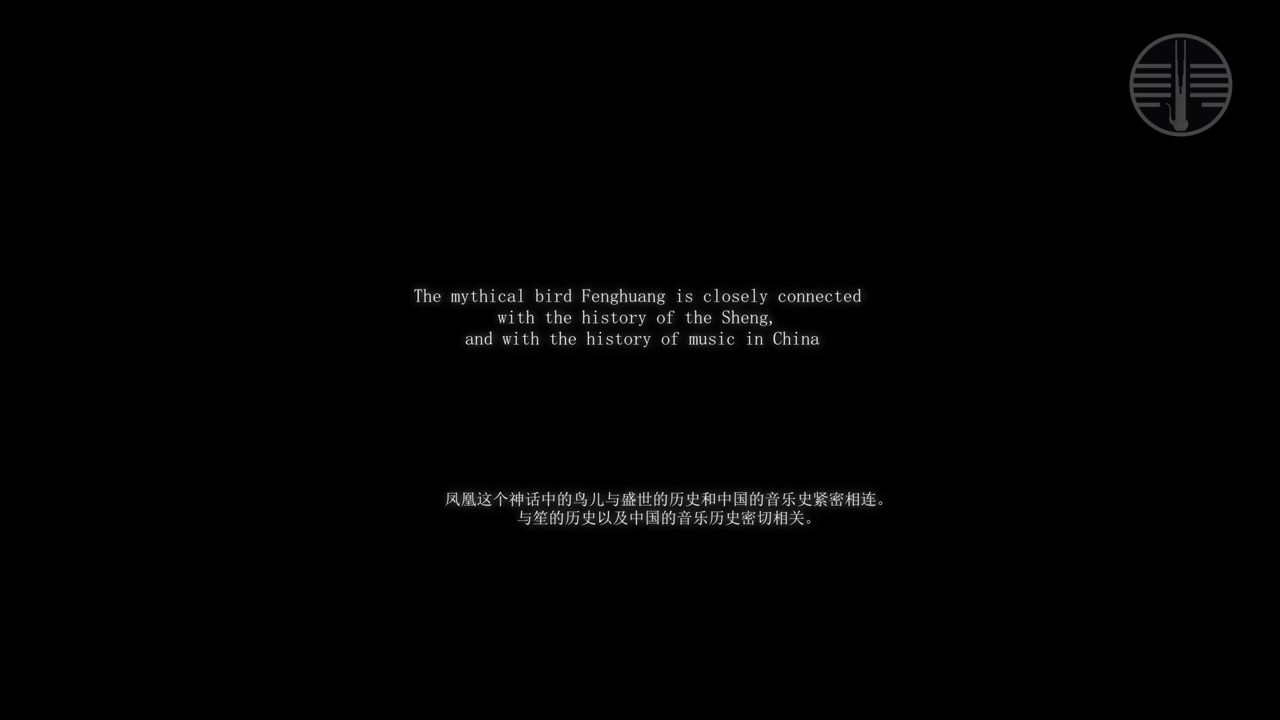 The mythical bird Fenghuang is closely connected
with the history of the Sheng,
and with the history of music in China
凤凰这个神话中的鸟儿与盛世的历史和中国的音乐史紧密相连。
与笙的历史以及中国的音乐历史密切相关。